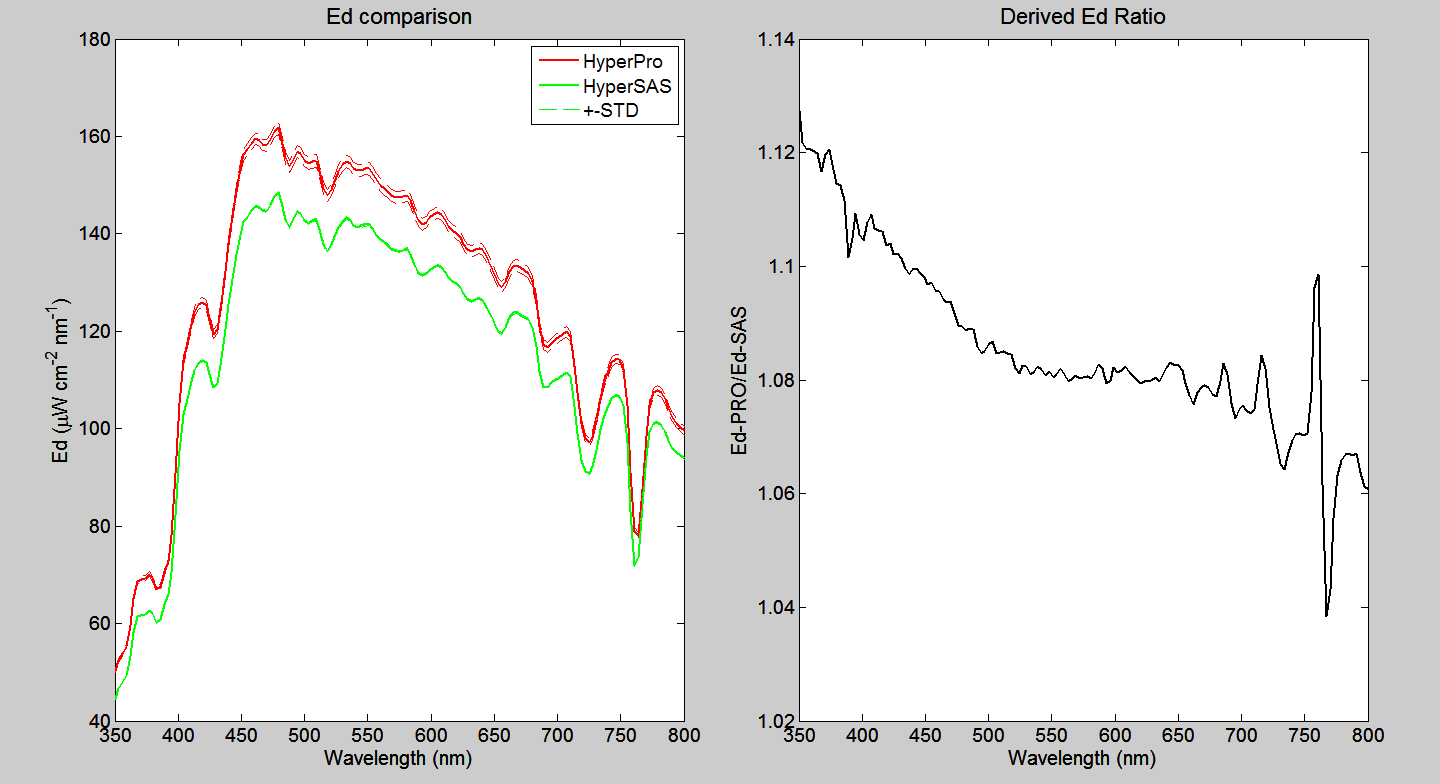 Ed comparison
180
160
140
120
100
80
60
40
Ed (μW cm-2 nm-1)
HyperPro
HyperSAS
+-STD
350 400 450 500 550 600 650 700 750 800
Wavelength (nm)
Derived Ed Ratio
1.14
1.12
1.1
1.08
1.06
1.04
1.02
Ed-PRO/Ed-SAS
350 400 450 500 550 600 650 700 750 800
Wavelength (nm)